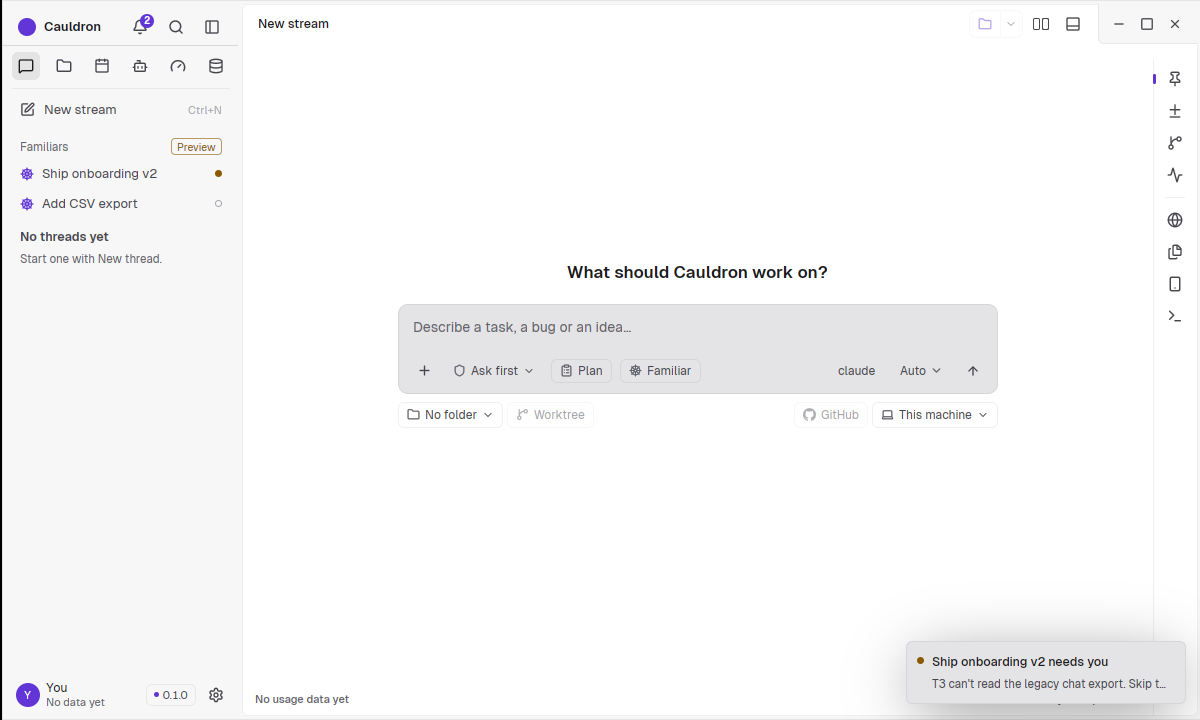 Cauldron
2
New stream
New stream Ctrl+N
Familiars Preview
Ship onboarding v2
Add CSV export
No threads yet
Start one with New thread.
What should Cauldron work on?
Describe a task, a bug or an idea…
Ask first Plan Familiar claude Auto
No folder Worktree GitHub This machine
Ship onboarding v2 needs you
T3 can't read the legacy chat export. Skip t…
Y
You
No data yet
0.1.0
No usage data yet